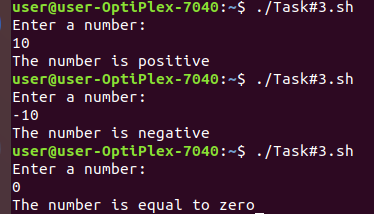 user@user-OptiPlex-7040:~$ ./Task#3.sh
Enter a number:
10
The number is positive
user@user-OptiPlex-7040:~$ ./Task#3.sh
Enter a number:
-10
The number is negative
user@user-OptiPlex-7040:~$ ./Task#3.sh
Enter a number:
0
The number is equal to zero